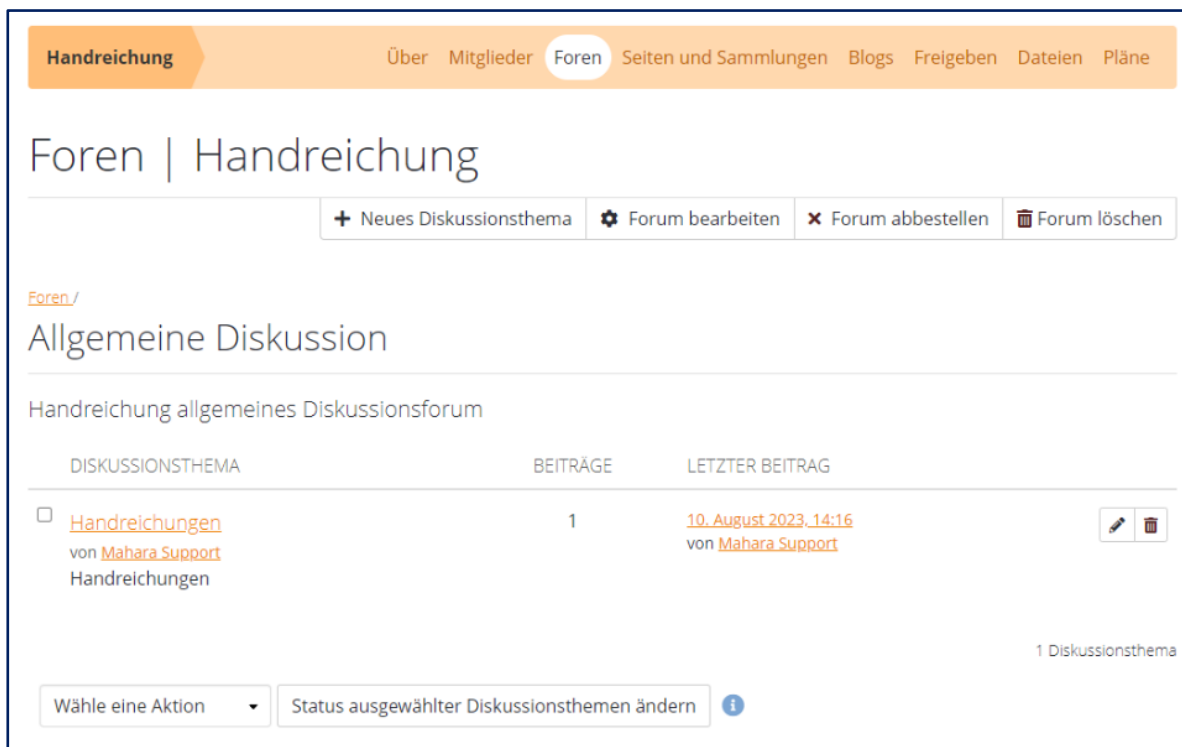 Handreichung Über Mitglieder Foren Seiten und Sammlungen Blogs Freigeben Dateien Pläne
Foren | Handreichung
Neues Diskussionsthema Forum bearbeiten Forum abbestellen Forum löschen
Foren /
Allgemeine Diskussion
Handreichung allgemeines Diskussionsforum
DISKUSSIONSTHEMA BEITRÄGE LETZTER BEITRAG
Handreichungen 1 10. August 2023, 14:16
von Mahara Support von Mahara Support
Handreichungen
1 Diskussionsthema
Wähle eine Aktion Status ausgewählter Diskussionsthemen ändern